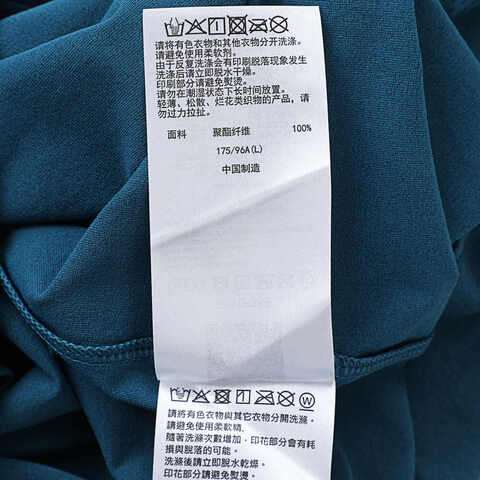 请将有色衣物和其他衣物分开洗涤。
请避免使用柔软剂。
由于反复洗涤会有印刷脱落现象发生
洗涤后请立即脱水干燥。
印刷部分请避免熨烫。
请勿在潮湿状态下长时间放置。
轻薄、松散、烂花类织物的产品，请
勿过力拉扯。
面料 聚酯纤维 100%
175/96A(L)
中国制造
請將有色衣物與其它衣物分開洗滌。
請避免使用柔軟精.
隨著洗滌次數增加，印花部分會有耗
損與脫落的現象.
洗滌後請立即脫水乾燥，
印花部分請避免熨燙。